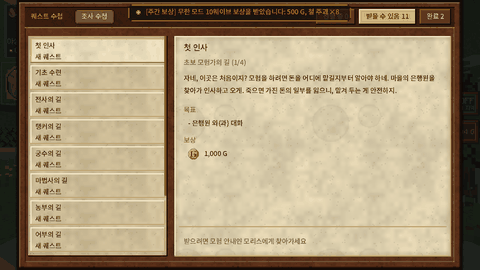 퀘스트 수첩
조사 수첩
[주간 보상] 무한 모드 10웨이브 보상을 받았습니다: 500 G,
받을 수 있음 11
완료 2
첫 인사
새 퀘스트
기초 수련
새 퀘스트
전사의 길
새 퀘스트
탱커의 길
새 퀘스트
궁수의 길
새 퀘스트
마법사의 길
새 퀘스트
농부의 길
새 퀘스트
어부의 길
새 퀘스트
첫 인사
초보 모험가의 길 (1/4)
자네, 이곳은 처음이지? 모험을 하려면 돈을 어디에 맡길지부터 알아야 하네. 마을의 은행원을
찾아가 인사하고 오게. 죽으면 가진 돈의 일부를 잃으니, 맡겨 두는 게 안전하지.
목표
- 은행원 와(과) 대화
보상
1,000 G
받으려면 모험 안내인 모리스에게 찾아가세요